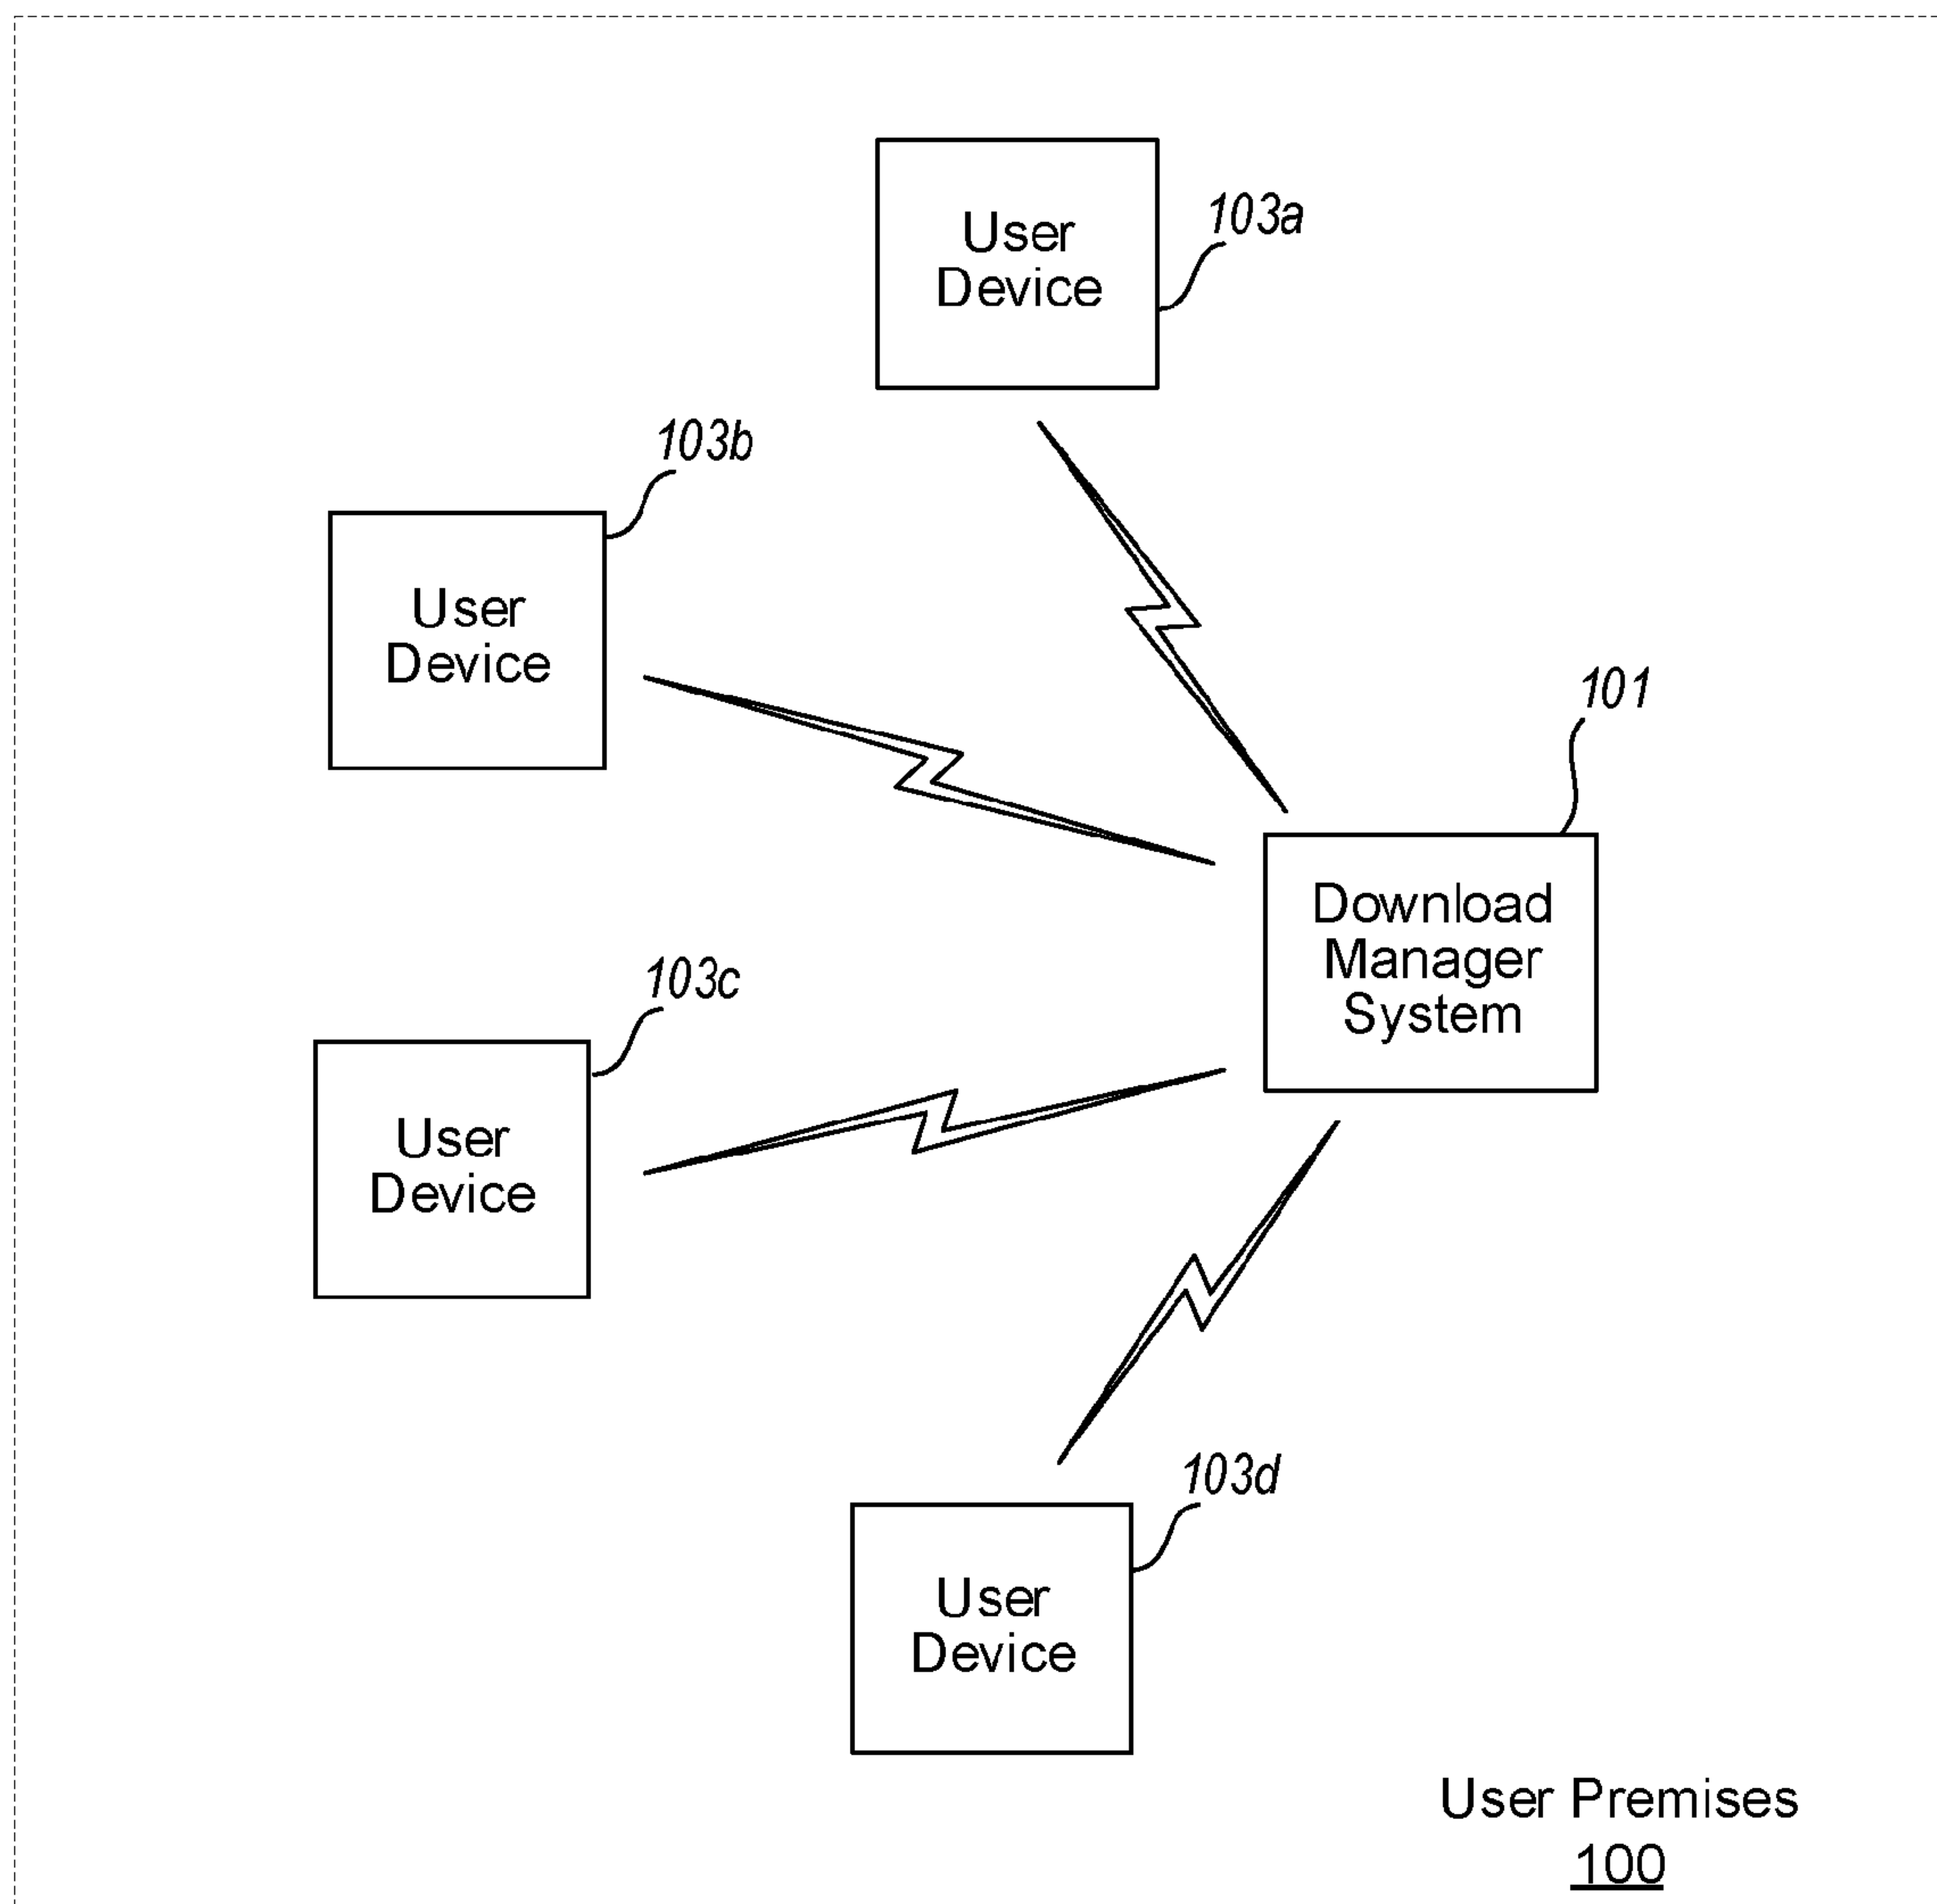 103a
User
Device
103b
User
Device
101
Download
Manager
System
103c
User
Device
103d
User
Device
User Premises
100